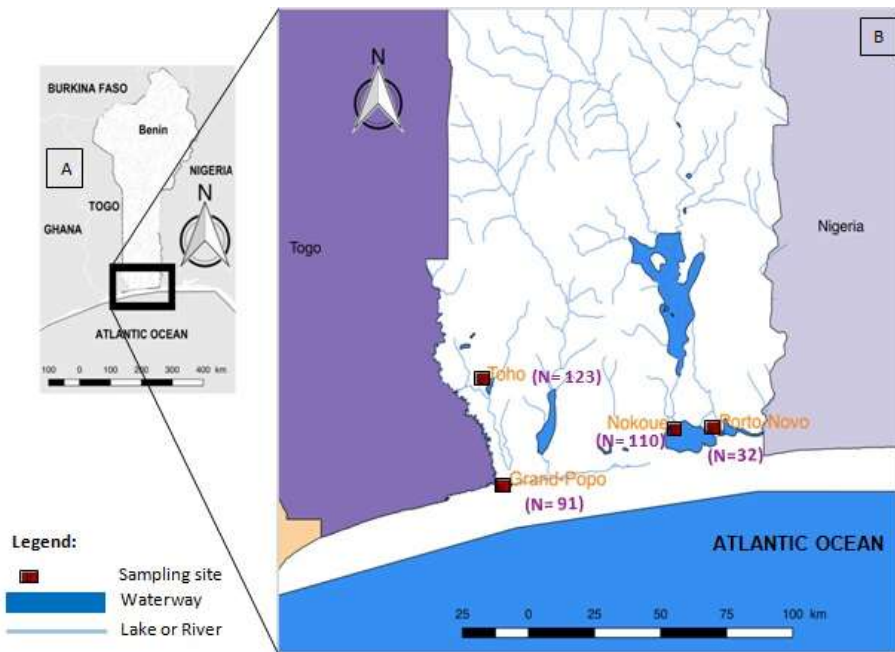 A
N
BURKINA FASO
Benin
NIGERIA
TOGO
GHANA
N
ATLANTIC OCEAN
100 0 100 200 300 400 km
B
N
Togo
Nigeria
Toho (N= 123)
Nokoue
(N= 110)
Porto-Novo
(N=32)
Grand-Popo
(N= 91)
ATLANTIC OCEAN
25 0 25 50 75 100 km
Legend:
Sampling site
Waterway
Lake or River